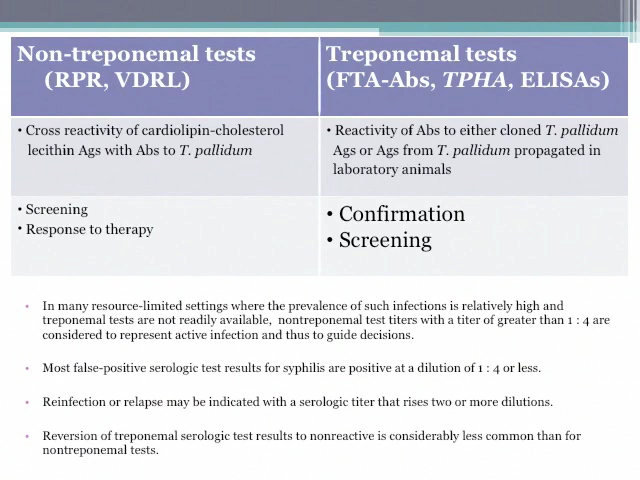 Non-treponemal tests
(RPR, VDRL)
Treponemal tests
(FTA-Abs, TPHA, ELISAs)
• Cross reactivity of cardiolipin-cholesterol
lecithin Ags with Abs to T. pallidum
• Reactivity of Abs to either cloned T. pallidum
Ags or Ags from T. pallidum propagated in
laboratory animals
• Screening
• Response to therapy
• Confirmation
• Screening
• In many resource-limited settings where the prevalence of such infections is relatively high and
treponemal tests are not readily available, nontreponemal test titers with a titer of greater than 1 : 4 are
considered to represent active infection and thus to guide decisions.
• Most false-positive serologic test results for syphilis are positive at a dilution of 1 : 4 or less.
• Reinfection or relapse may be indicated with a serologic titer that rises two or more dilutions.
• Reversion of treponemal serologic test results to nonreactive is considerably less common than for
nontreponemal tests.